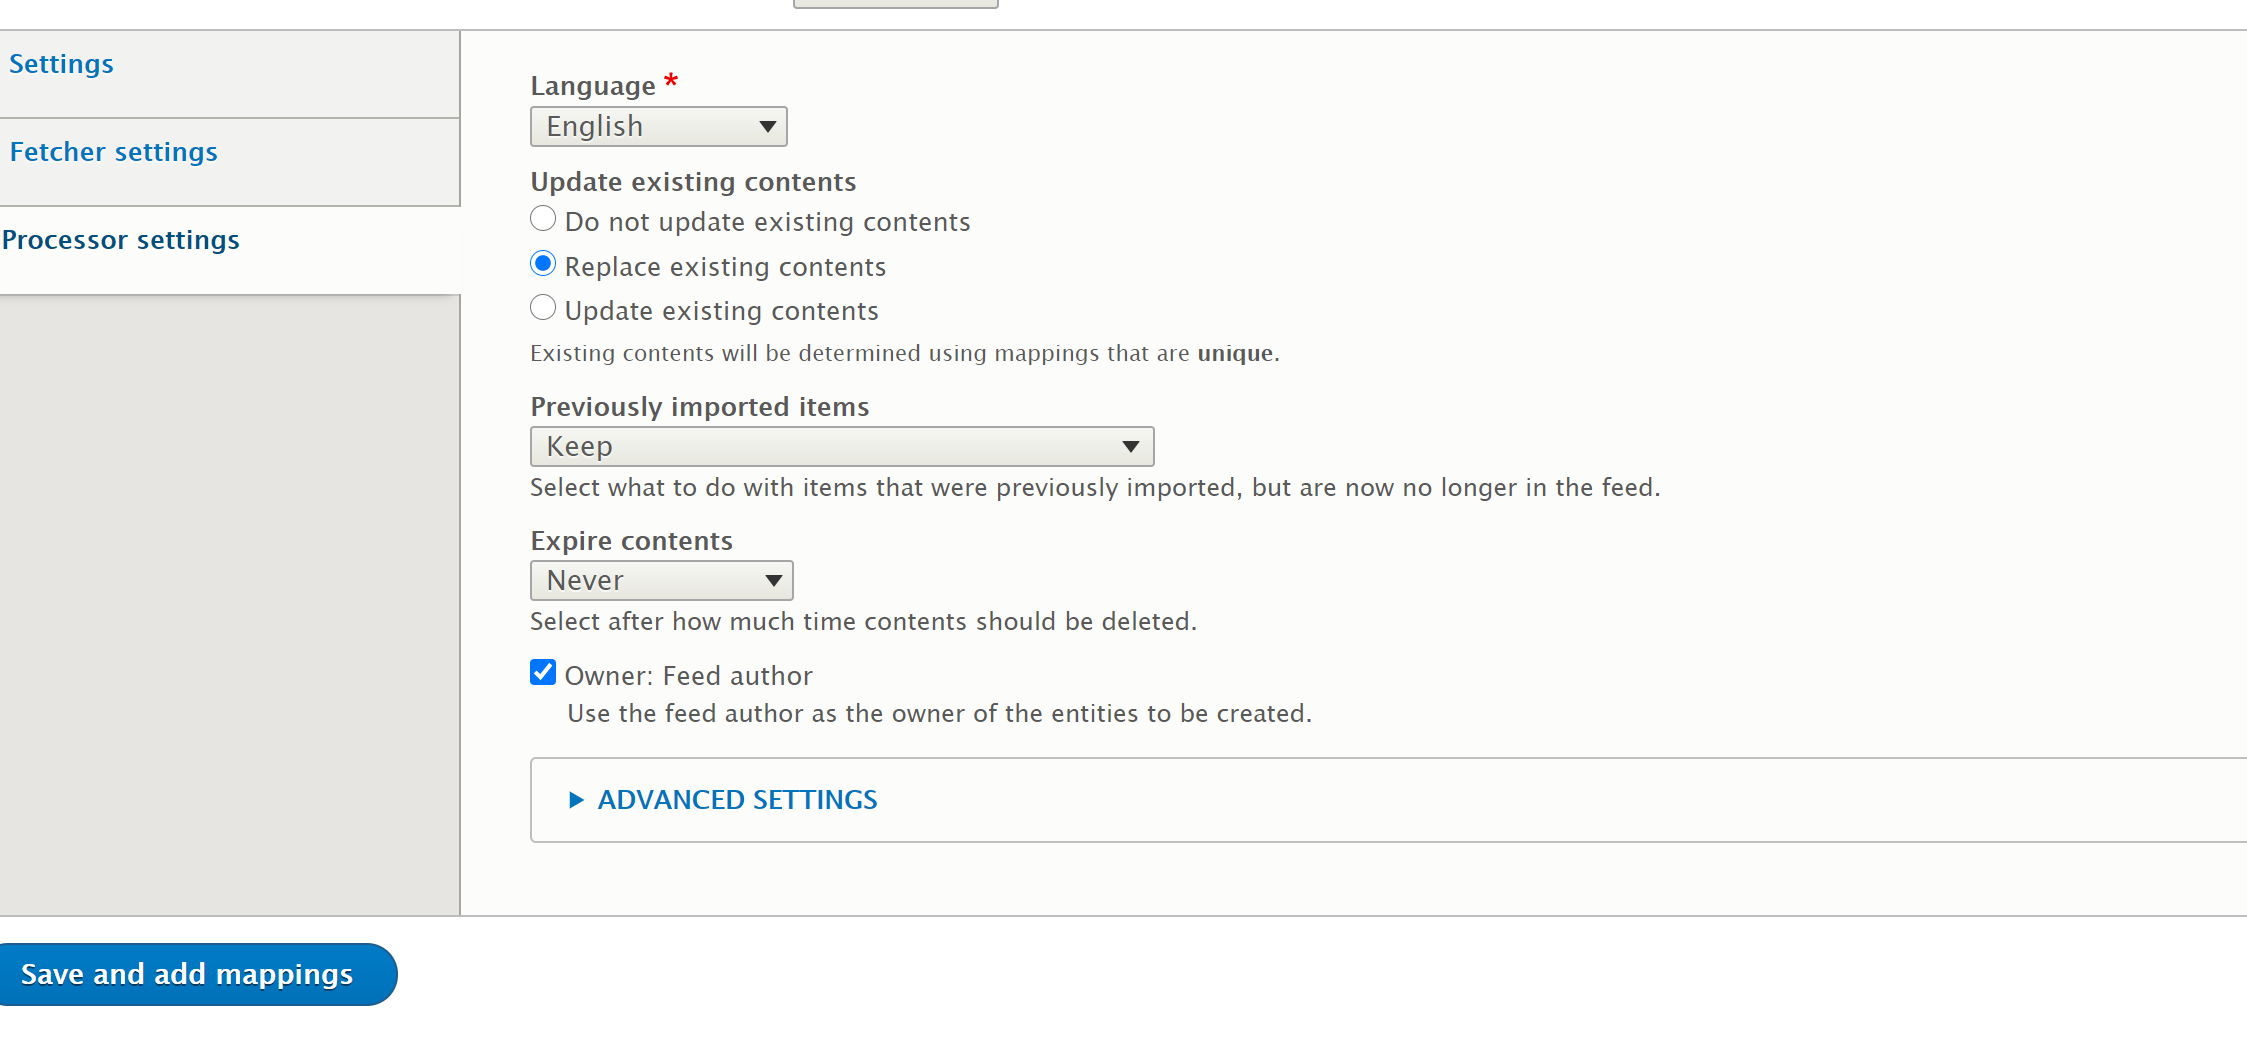 Settings
Fetcher settings
Processor settings
Language *
English
Update existing contents
Do not update existing contents
Replace existing contents
Update existing contents
Existing contents will be determined using mappings that are unique.
Previously imported items
Keep
Select what to do with items that were previously imported, but are now no longer in the feed.
Expire contents
Never
Select after how much time contents should be deleted.
Owner: Feed author
Use the feed author as the owner of the entities to be created.
ADVANCED SETTINGS
Save and add mappings